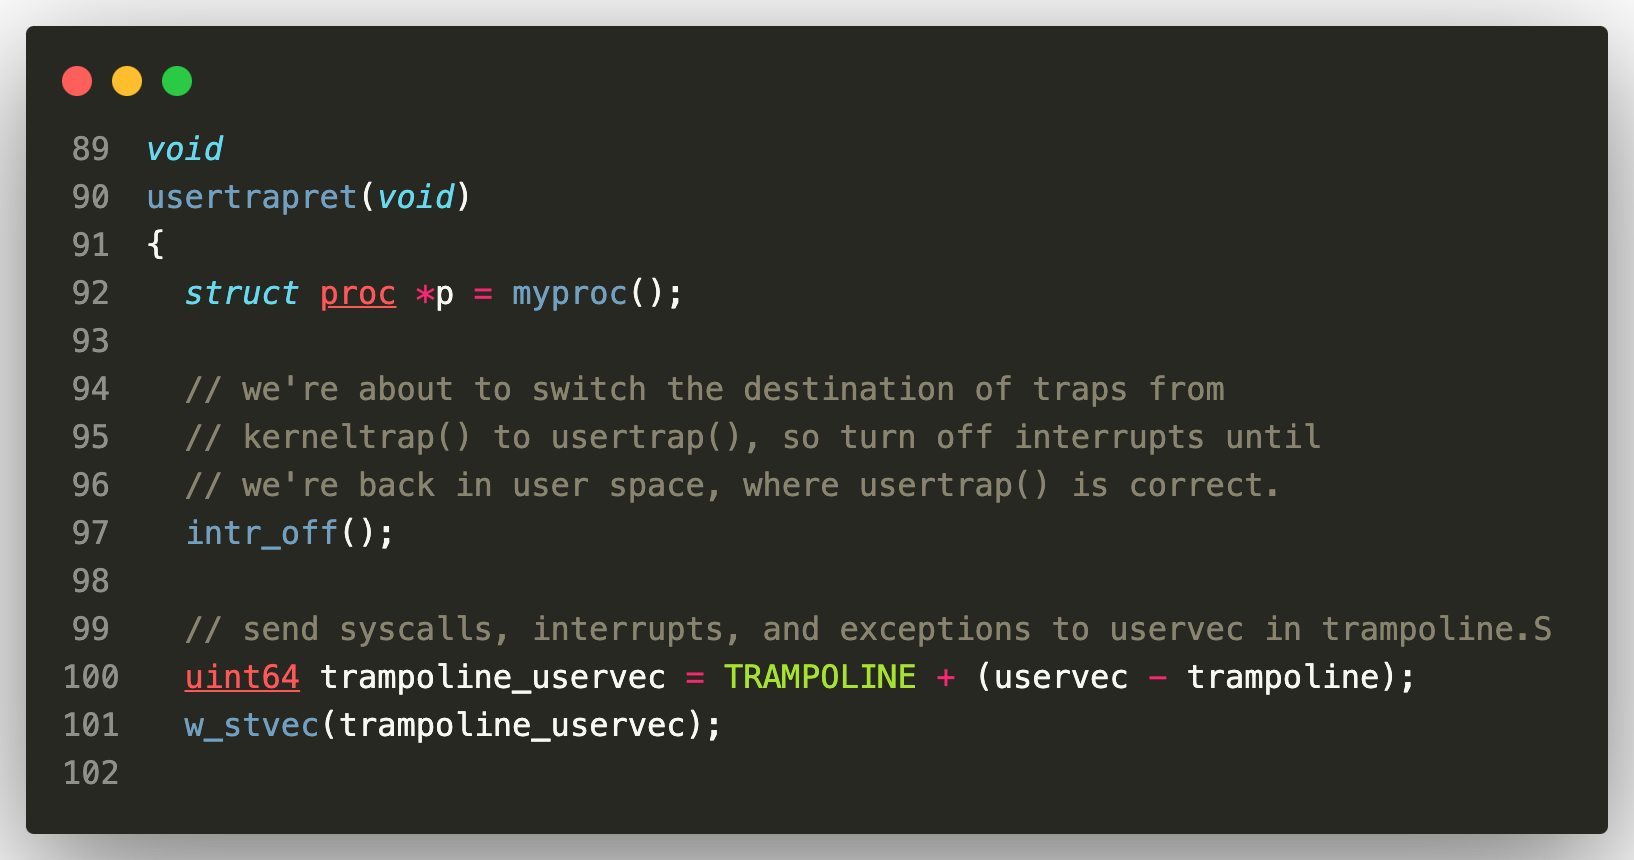 89 void
90 usertrapret(void)
91 {
92   struct proc *p = myproc();
93
94   // we're about to switch the destination of traps from
95   // kerneltrap() to usertrap(), so turn off interrupts until
96   // we're back in user space, where usertrap() is correct.
97   intr_off();
98
99   // send syscalls, interrupts, and exceptions to uservec in trampoline.S
100   uint64 trampoline_uservec = TRAMPOLINE + (uservec - trampoline);
101   w_stvec(trampoline_uservec);
102